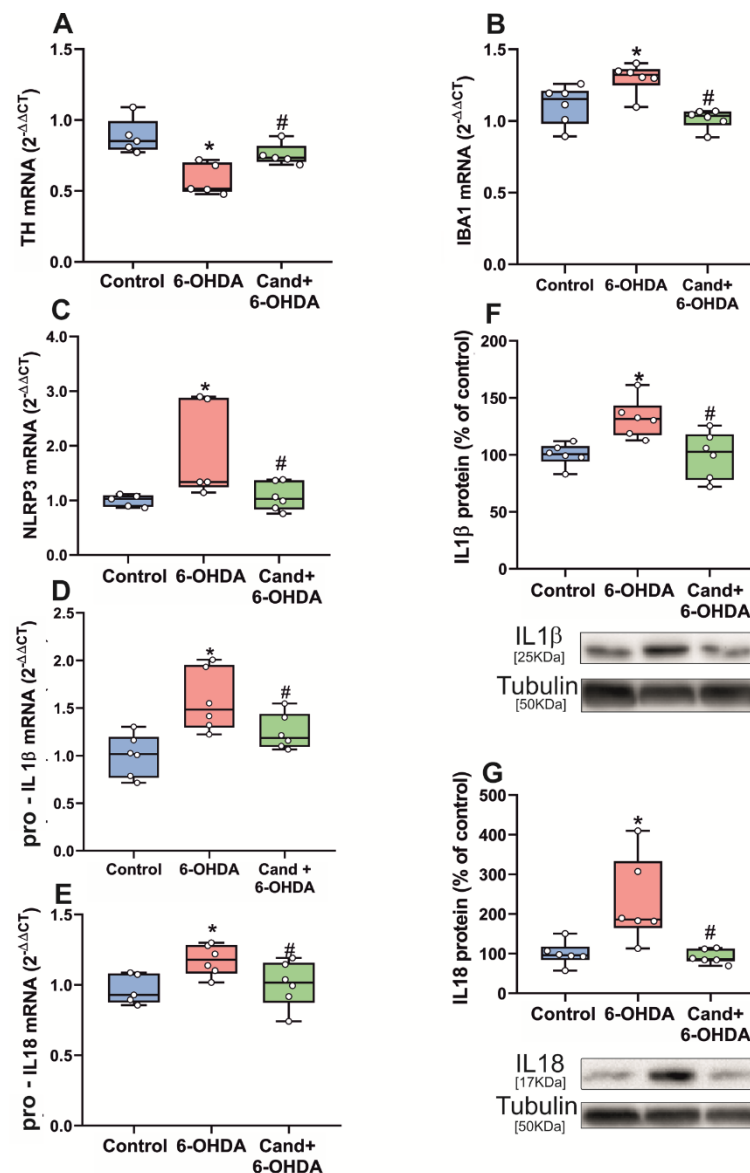 A
TH mRNA (2^-ΔΔCT)
1.5
1.0
0.5
0.0
*
#
Control
6-OHDA
Cand+
6-OHDA
B
IBA1 mRNA (2^-ΔΔCT)
1.5
1.0
0.5
0.0
*
#
Control
6-OHDA
Cand+
6-OHDA
C
NLRP3 mRNA (2^-ΔΔCT)
4.0
3.0
2.0
1.0
0.0
*
#
Control
6-OHDA
Cand+
6-OHDA
F
IL1β protein (% of control)
200
150
100
50
0
*
#
Control
6-OHDA
Cand+
6-OHDA
IL1β
[25KDa]
Tubulin
[50KDa]
D
pro - IL 1β mRNA (2^-ΔΔCT)
2.5
2.0
1.5
1.0
0.5
0.0
*
#
Control
6-OHDA
Cand +
6-OHDA
G
IL18 protein (% of control)
500
400
300
200
100
0
*
#
Control
6-OHDA
Cand+
6-OHDA
IL18
[17KDa]
Tubulin
[50KDa]
E
pro - IL18 mRNA (2^-ΔΔCT)
1.5
1.0
0.5
0.0
*
#
Control
6-OHDA
Cand+
6-OHDA